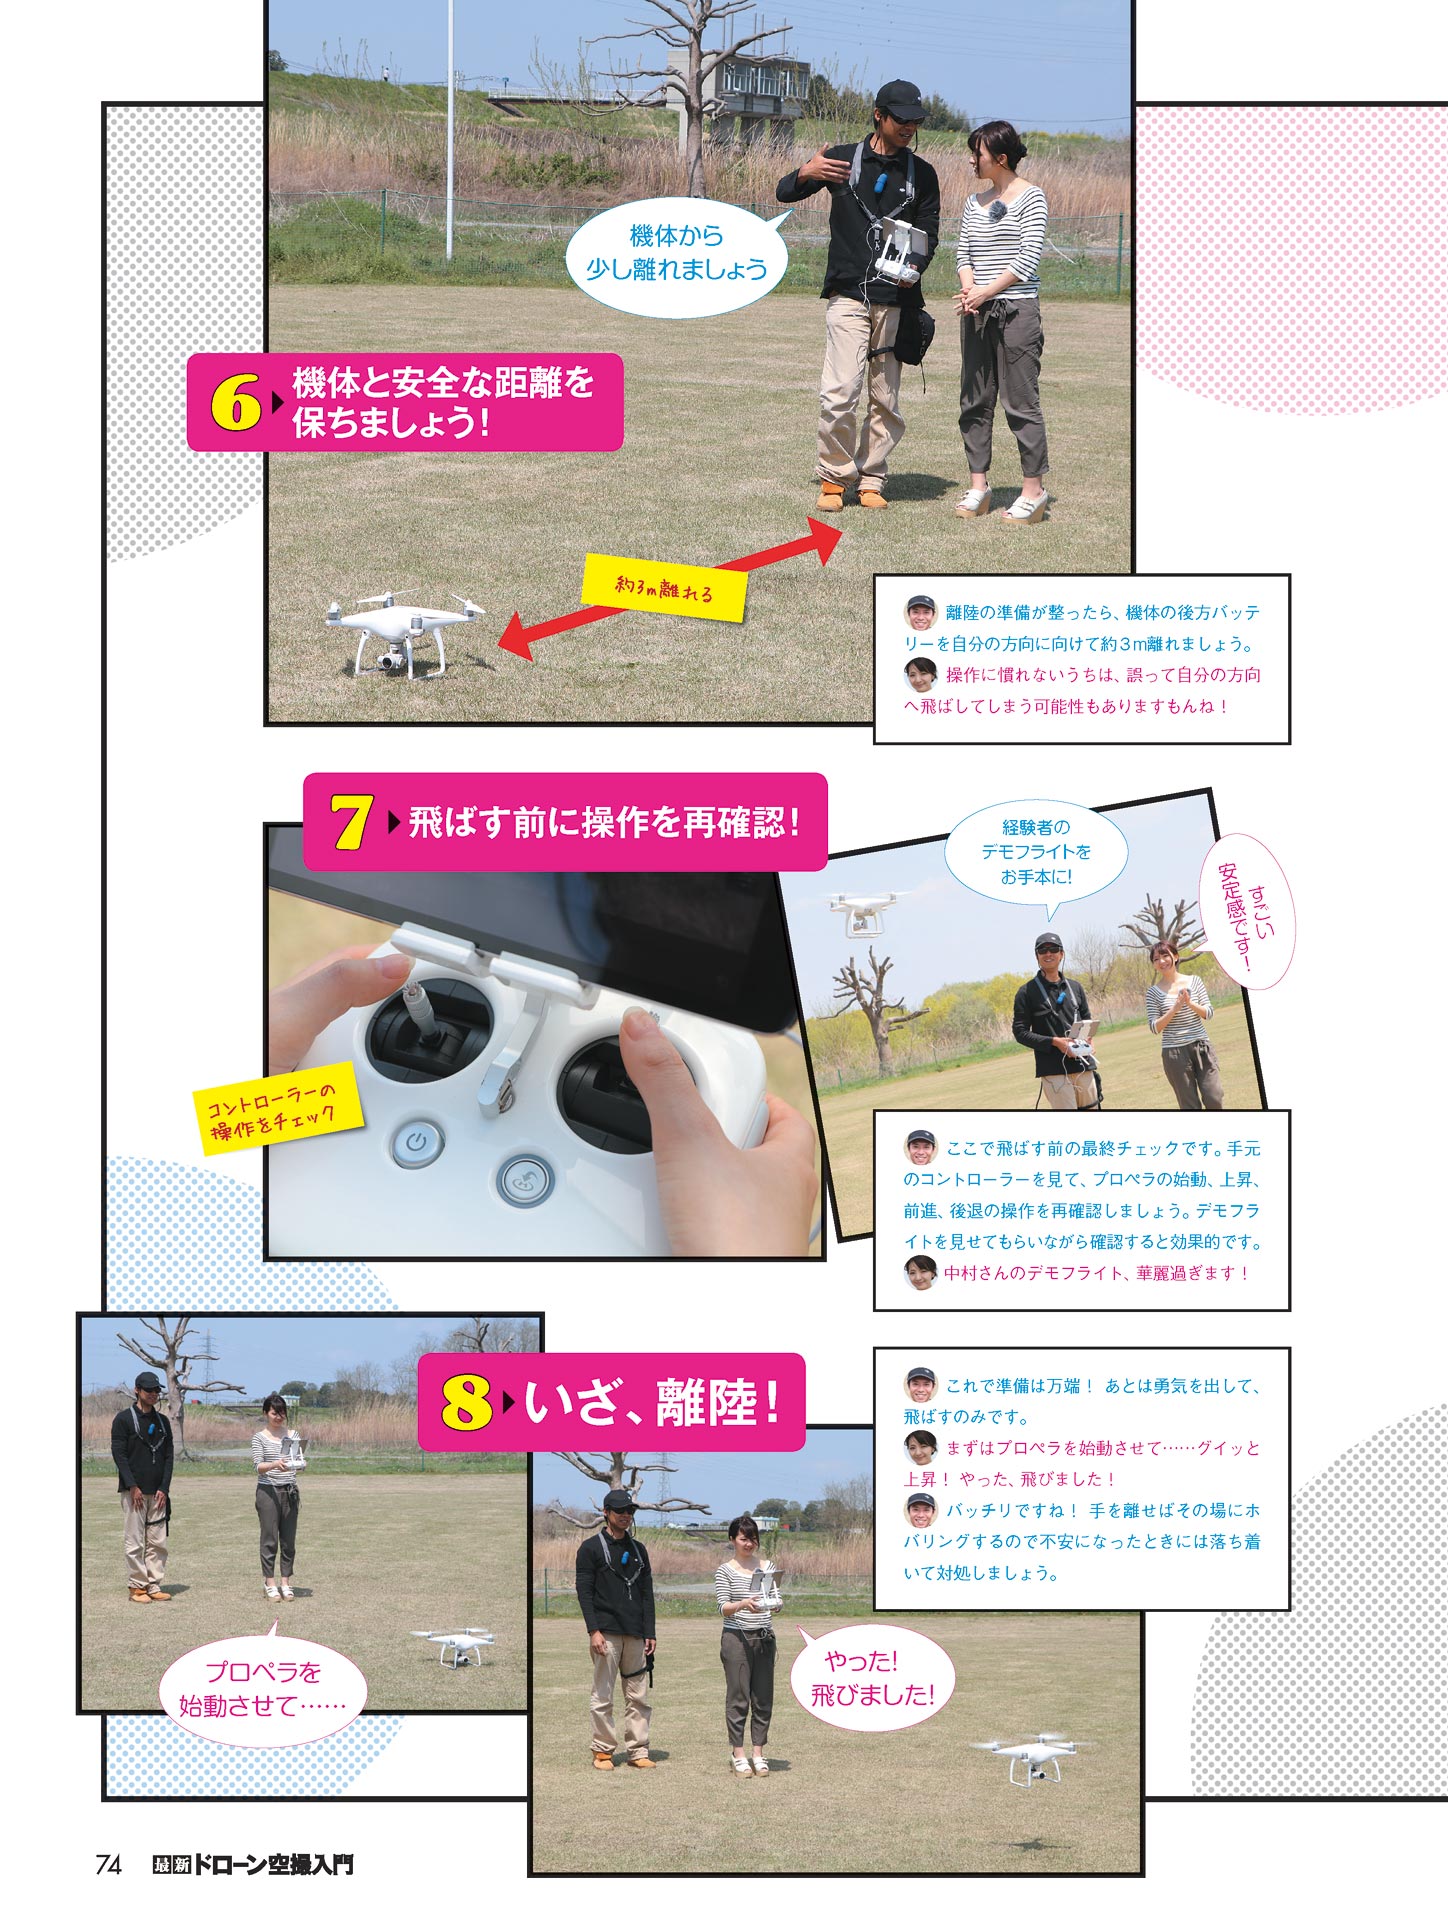 機体から
少し離れましょう
6 機体と安全な距離を
保ちましょう!
約3m離れる
離陸の準備が整ったら、機体の後方バッテ
リーを自分の方向に向けて約3m離れましょう。
操作に慣れないうちは、誤って自分の方向
へ飛ばしてしまう可能性もありますもんね!
7 飛ばす前に操作を再確認!
経験者の
デモフライトを
お手本に!
すごい
安定感です!
コントローラーの
操作をチェック
ここで飛ばす前の最終チェックです。手元
のコントローラーを見て、プロペラの始動、上昇、
前進、後退の操作を再確認しましょう。デモフラ
イトを見せてもらいながら確認すると効果的です。
中村さんのデモフライト、華麗過ぎます!
8 いざ、離陸!
これで準備は万端! あとは勇気を出して、
飛ばすのみです。
まずはプロペラを始動させて……グイッと
上昇! やった、飛びました!
バッチリですね! 手を離せばその場にホ
バリングするので不安になったときには落ち着
いて対処しましょう。
プロペラを
始動させて……
やった!
飛びました!
74 最新ドローン空撮入門